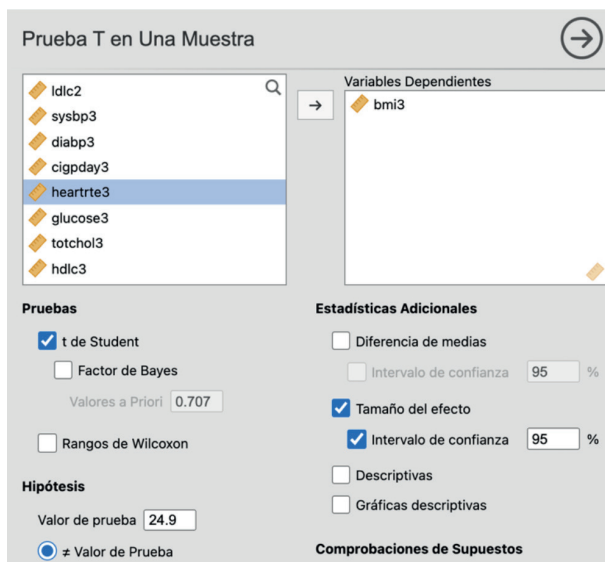 Prueba T en Una Muestra
ldlc2
sysbp3
diabp3
cigpday3
heartrte3
glucose3
totchol3
hdlc3
Variables Dependientes
bmi3
Pruebas
t de Student
Factor de Bayes
Valores a Priori 0.707
Rangos de Wilcoxon
Hipótesis
Valor de prueba 24.9
≠ Valor de Prueba
Estadísticas Adicionales
Diferencia de medias
Intervalo de confianza 95 %
Tamaño del efecto
Intervalo de confianza 95 %
Descriptivas
Gráficas descriptivas
Comprobaciones de Supuestos